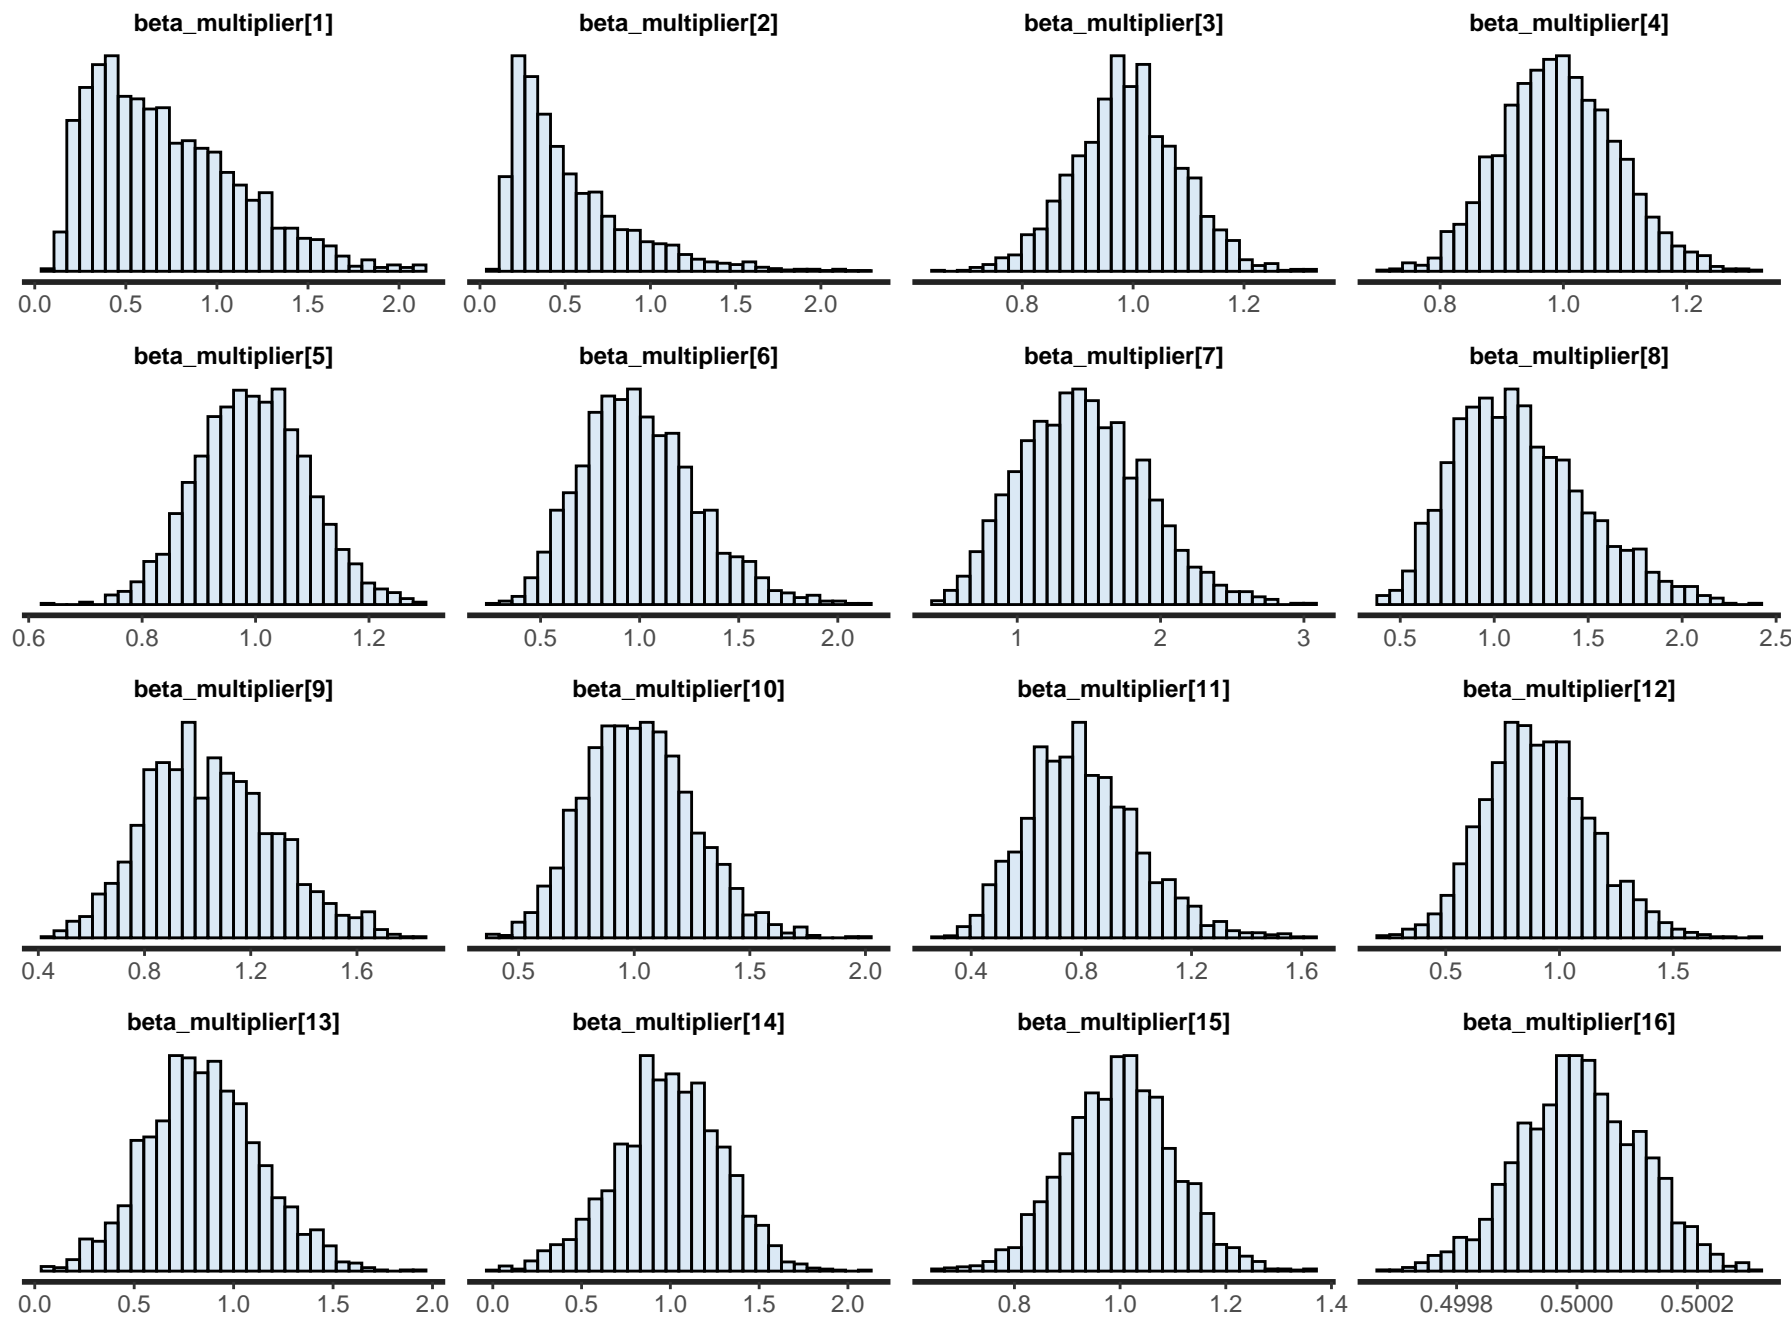 beta_multiplier[1] beta_multiplier[2] beta_multiplier[3] beta_multiplier[4]
0.0 0.5 1.0 1.5 2.0 0.0 0.5 1.0 1.5 2.0 0.8 1.0 1.2 0.8 1.0 1.2
beta_multiplier[5] beta_multiplier[6] beta_multiplier[7] beta_multiplier[8]
0.6 0.8 1.0 1.2 0.5 1.0 1.5 2.0 1 2 3 0.5 1.0 1.5 2.0 2.5
beta_multiplier[9] beta_multiplier[10] beta_multiplier[11] beta_multiplier[12]
0.4 0.8 1.2 1.6 0.5 1.0 1.5 2.0 0.4 0.8 1.2 1.6 0.5 1.0 1.5
beta_multiplier[13] beta_multiplier[14] beta_multiplier[15] beta_multiplier[16]
0.0 0.5 1.0 1.5 2.0 0.0 0.5 1.0 1.5 2.0 0.8 1.0 1.2 1.4 0.4998 0.5000 0.5002